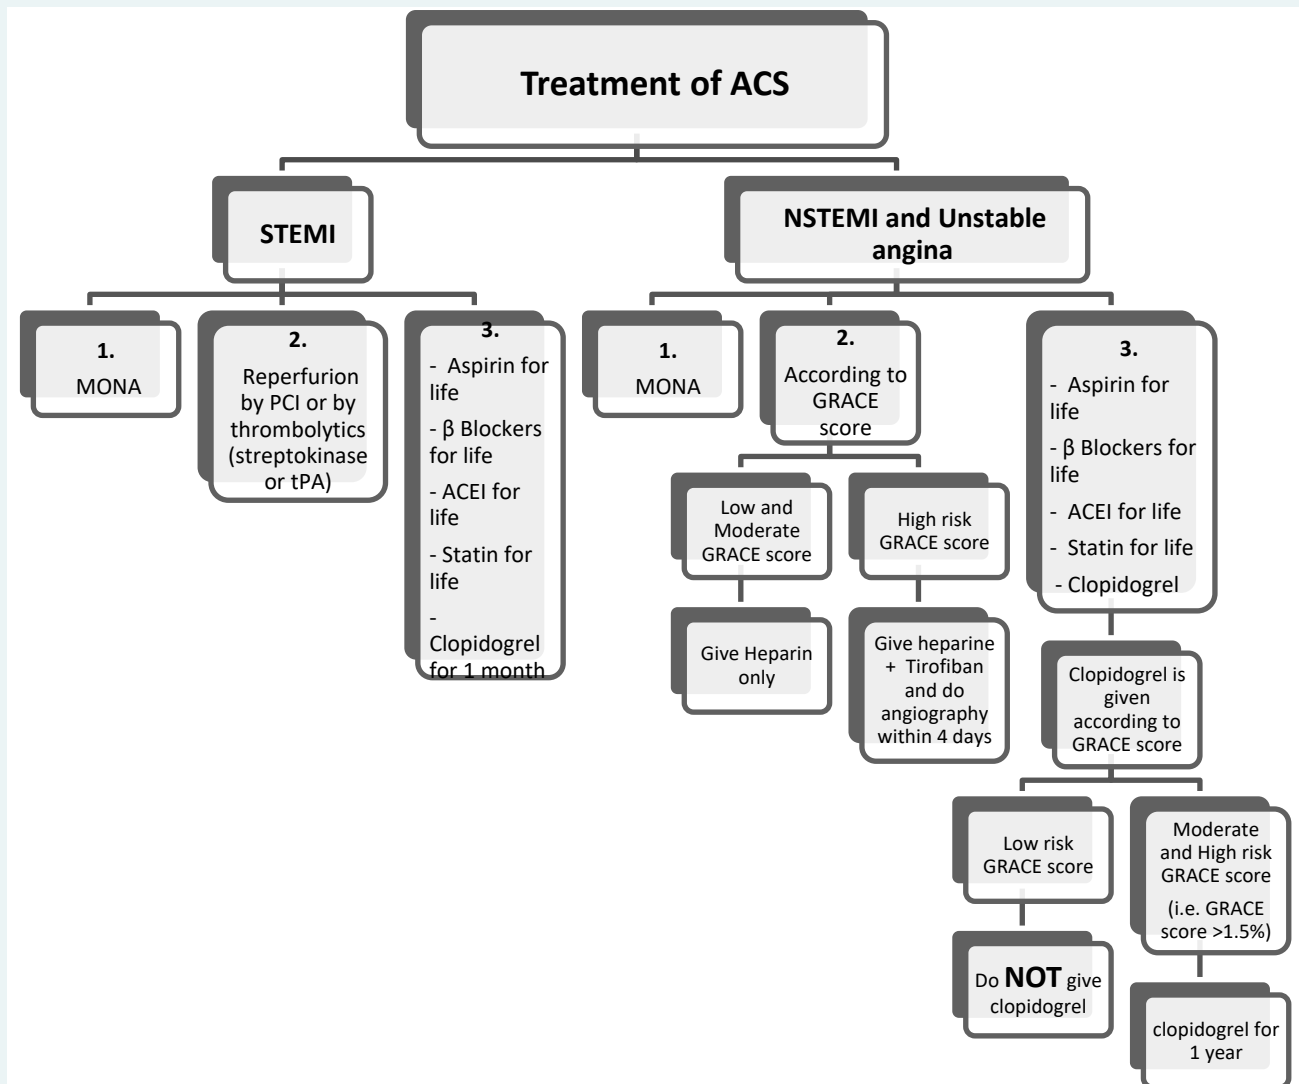 Treatment of ACS
STEMI
NSTEMI and Unstable
angina
1.
MONA
2.
Reperfurion
by PCI or by
thrombolytics
(streptokinase
or tPA)
3.
- Aspirin for
life
- β Blockers
for life
- ACEI for
life
- Statin for
life
-
Clopidogrel
for 1 month
1.
MONA
2.
According to
GRACE
score
Low and
Moderate
GRACE score
Give Heparin
only
High risk
GRACE score
Give heparine
+ Tirofiban
and do
angiography
within 4 days
3.
- Aspirin for
life
- β Blockers for
life
- ACEI for life
- Statin for life
- Clopidogrel
Clopidogrel is
given
according to
GRACE score
Low risk
GRACE score
Do NOT give
clopidogrel
Moderate
and High risk
GRACE score
(i.e. GRACE
score >1.5%)
clopidogrel for
1 year